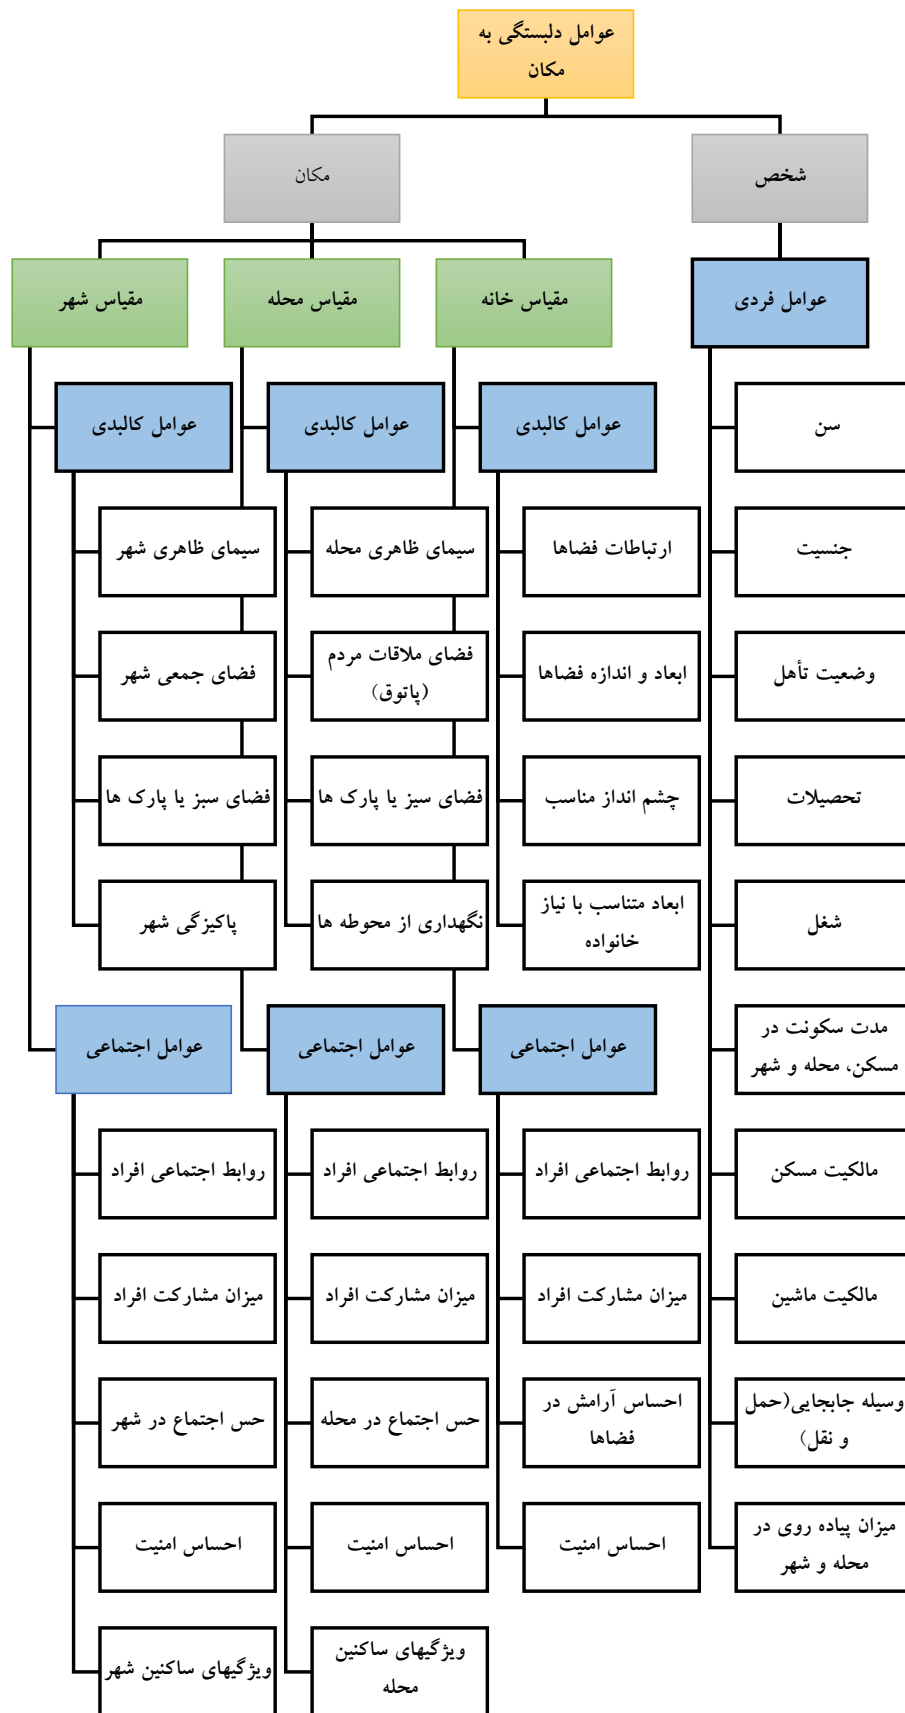 عوامل دلبستگی به
مکان
شخص
مکان
عوامل فردی
مقیاس خانه
مقیاس محله
مقیاس شهر
سن
جنسیت
وضعیت تأهل
تحصیلات
شغل
مدت سکونت در
مسکن، محله و شهر
مالکیت مسکن
مالکیت ماشین
وسیله جابجایی(حمل
و نقل)
میزان پیاده روی در
محله و شهر
عوامل کالبدی
ارتباطات فضاها
ابعاد و اندازه فضاها
چشم انداز مناسب
ابعاد متناسب با نیاز
خانواده
عوامل اجتماعی
روابط اجتماعی افراد
میزان مشارکت افراد
احساس آرامش در
فضاها
احساس امنیت
عوامل کالبدی
سیمای ظاهری محله
فضای ملاقات مردم
(پاتوق)
فضای سیز یا پارک ها
نگهداری از محوطه ها
عوامل اجتماعی
روابط اجتماعی افراد
میزان مشارکت افراد
حس اجتماع در محله
احساس امنیت
ویژگیهای ساکنین
محله
عوامل کالبدی
سیمای ظاهری شهر
فضای جمعی شهر
فضای سبز یا پارک ها
پاکیزگی شهر
عوامل اجتماعی
روابط اجتماعی افراد
میزان مشارکت افراد
حس اجتماع در شهر
احساس امنیت
ویژگیهای ساکنین شهر